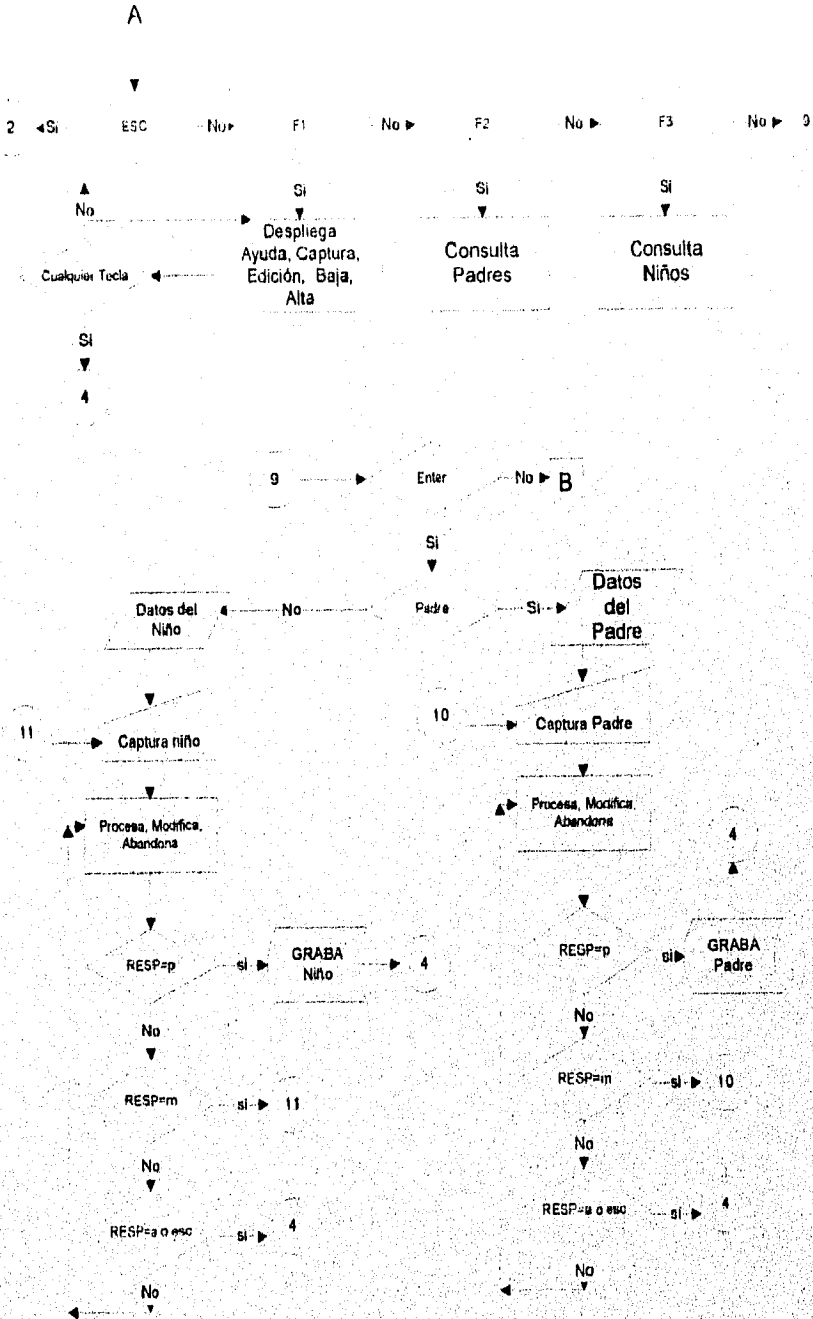 A
2 Si ESC No F1 No F2 No F3 No 9
No Si Si Si
Despliega
Ayuda, Captura,
Edición, Baja,
Alta
Consulta
Padres
Consulta
Niños
Cualquier Tecla
Si
4
9 Enter No B
Si
Datos del
Niño
No Padre Si
Datos
del
Padre
11 Captura niño
10 Captura Padre
Procesa, Modifica,
Abandona
Procesa, Modifica,
Abandona
4
RESP=p si GRABA
Niño
4
RESP=p si GRABA
Padre
No
No
RESP=m si 11
RESP=m si 10
No
No
RESP=a o esc si 4
RESP=a o esc si 4
No
No